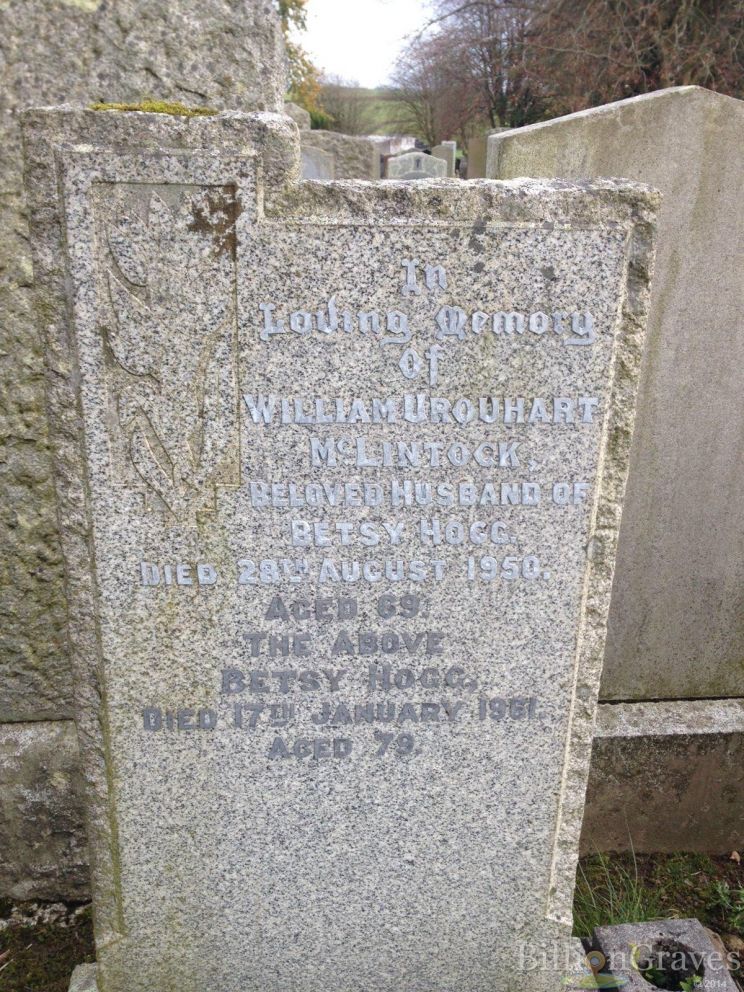 In
Loving Memory
Of
WILLIAM URQUHART
McLINTOCK,
BELOVED HUSBAND OF
BETSY HOGG.
DIED 28TH AUGUST 1950.
AGED 69.
THE ABOVE
BETSY HOGG,
DIED 17TH JANUARY 1961.
AGED 79.
BillionGraves
© 2014